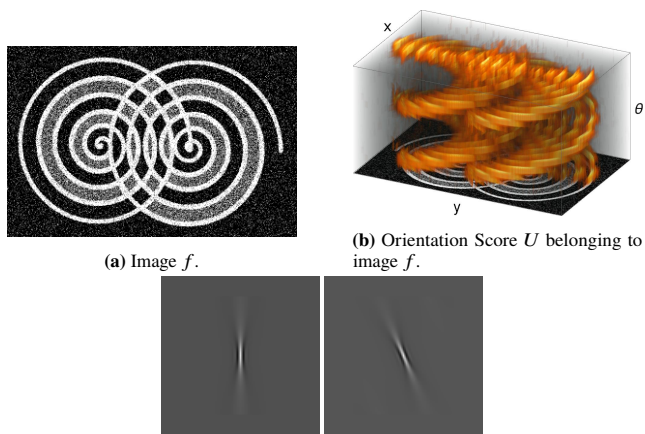 x
θ
y
(a) Image f.
(b) Orientation Score U belonging to
image f.